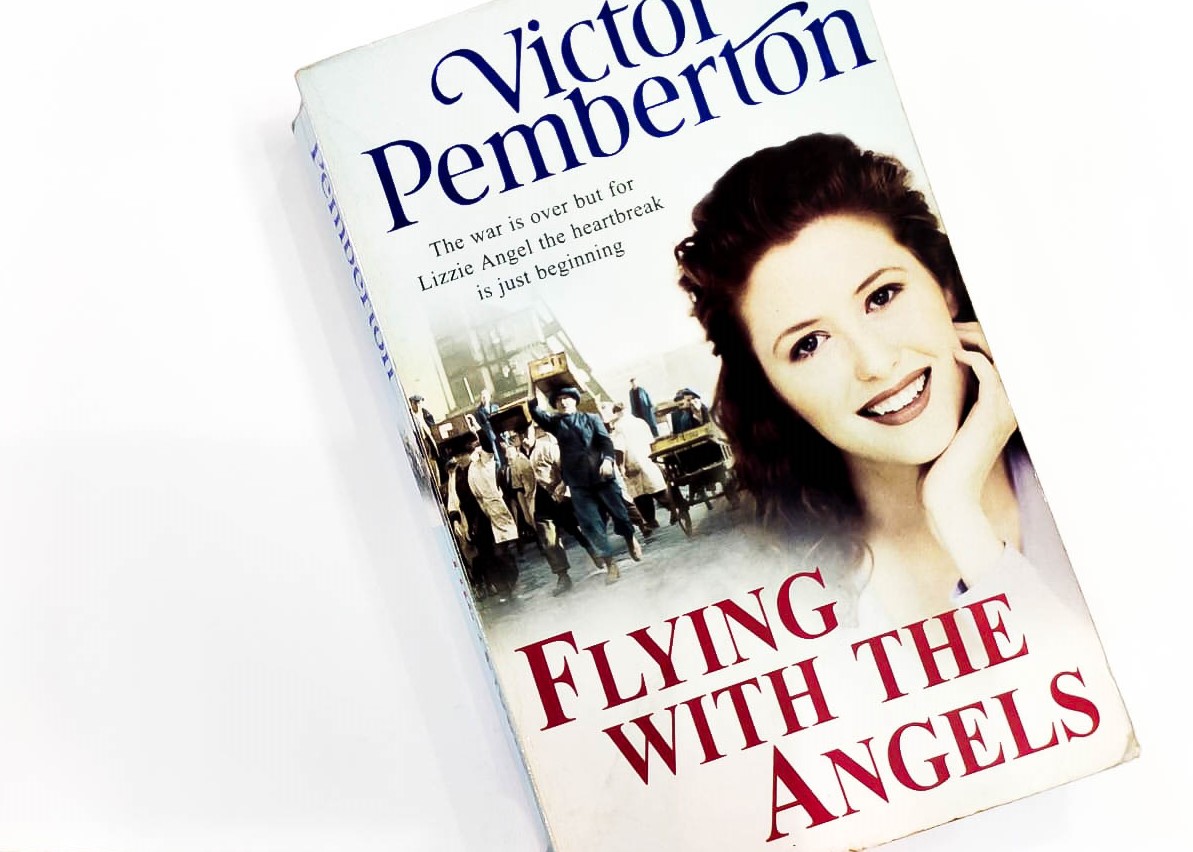 Victor
Pemberton
The war is over but for
Lizzie Angel the heartbreak
is just beginning
FLYING
WITH THE
ANGELS
Pemberton